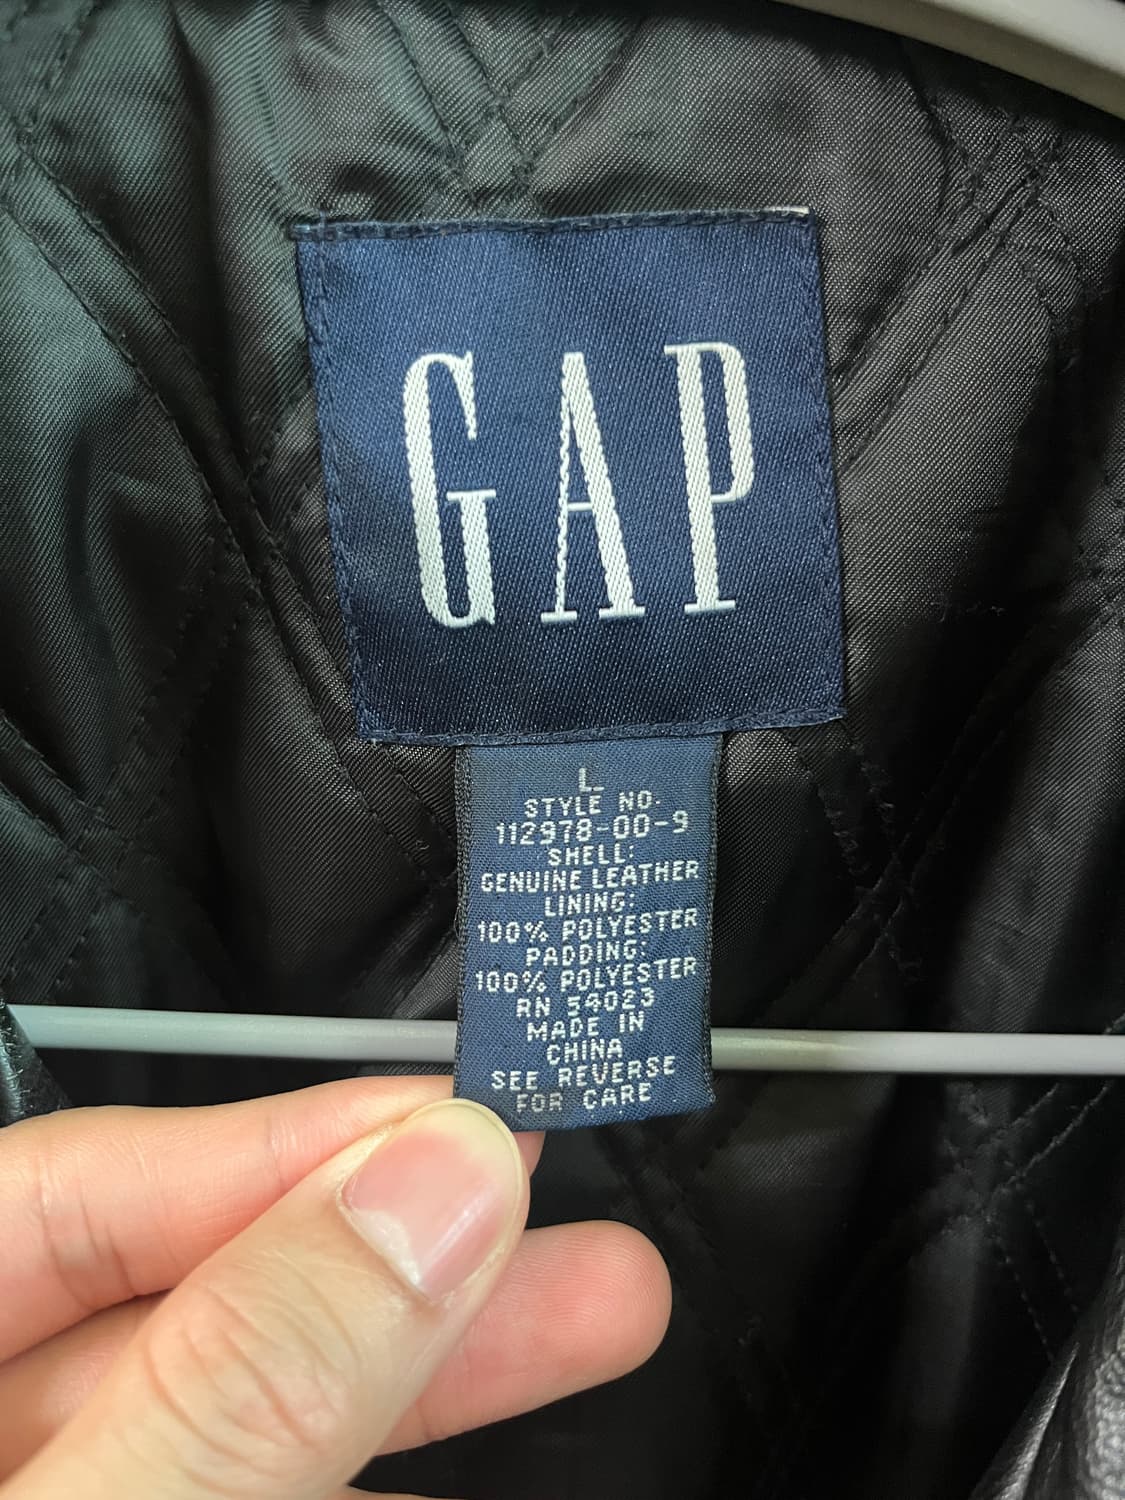 GAP
L
STYLE NO.
112978-00-9
SHELL:
GENUINE LEATHER
LINING:
100% POLYESTER
PADDING:
100% POLYESTER
RN 54023
MADE IN
CHINA
SEE REVERSE
FOR CARE